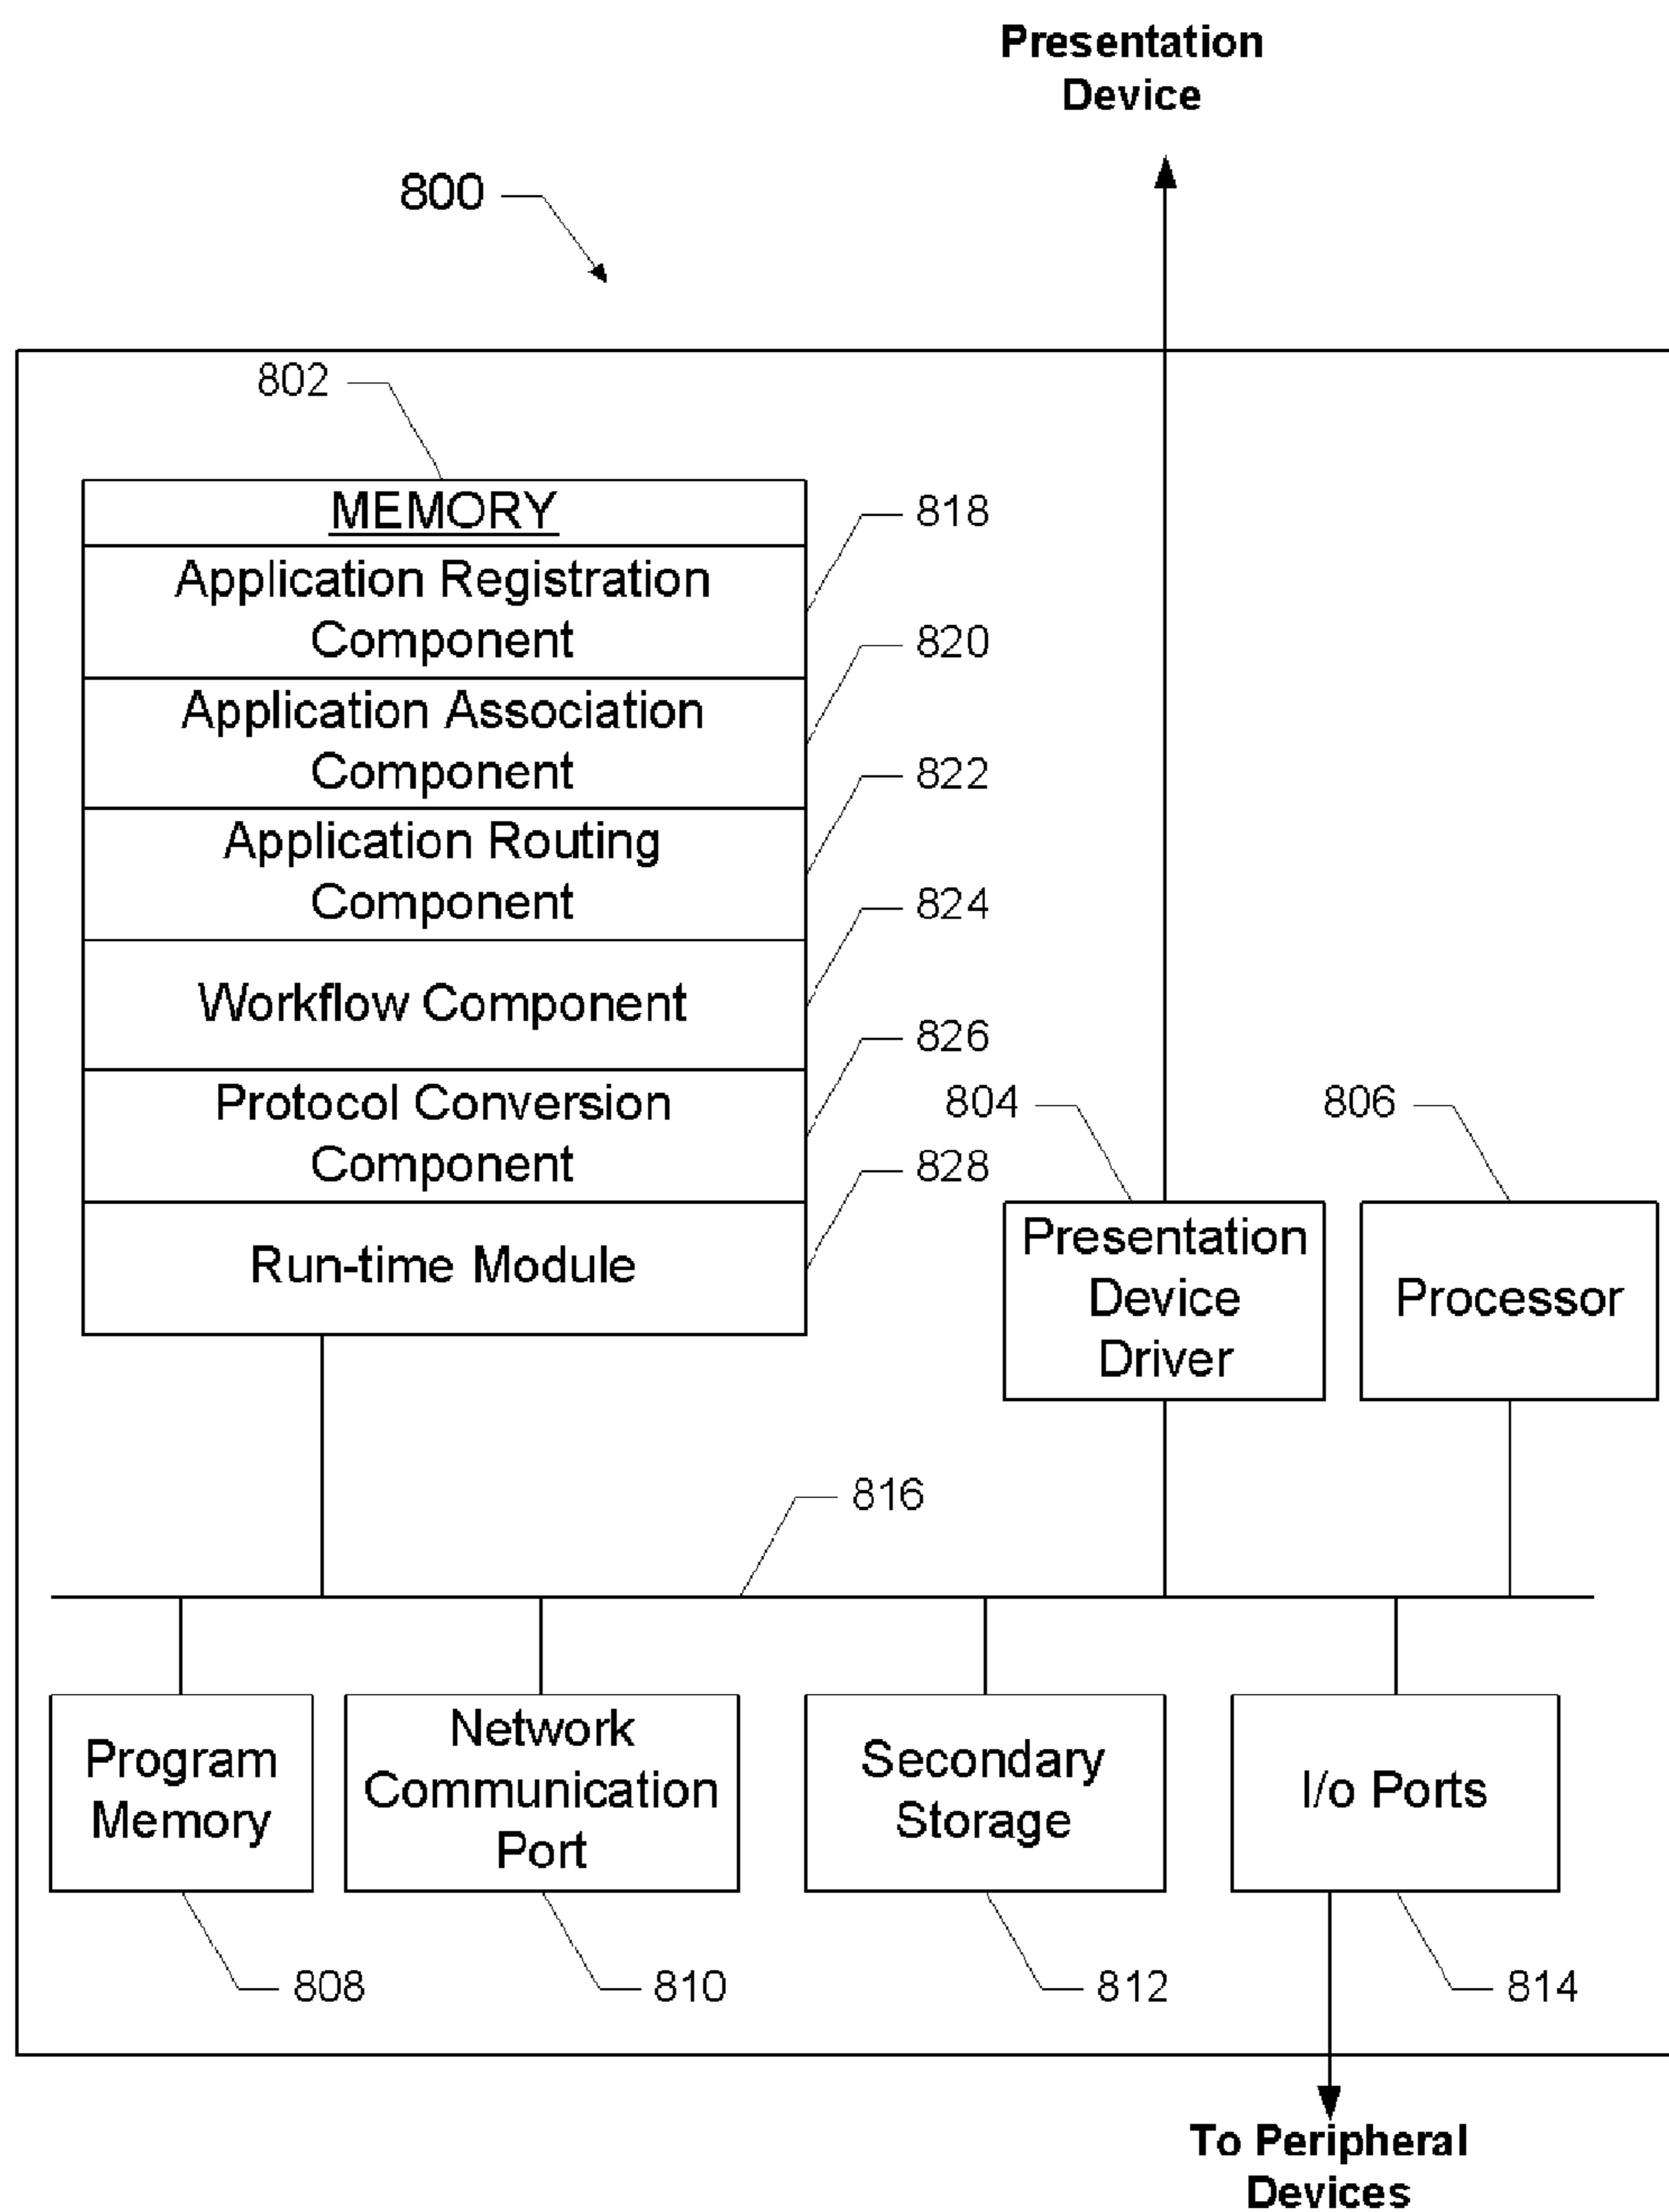 Presentation
Device
800
802
MEMORY
818
Application Registration
Component
820
Application Association
Component
822
Application Routing
Component
824
Workflow Component
826
Protocol Conversion
Component
828
Run-time Module
804
806
Presentation
Device
Driver
Processor
816
Program
Memory
Network
Communication
Port
Secondary
Storage
I/o Ports
808
810
812
814
To Peripheral
Devices